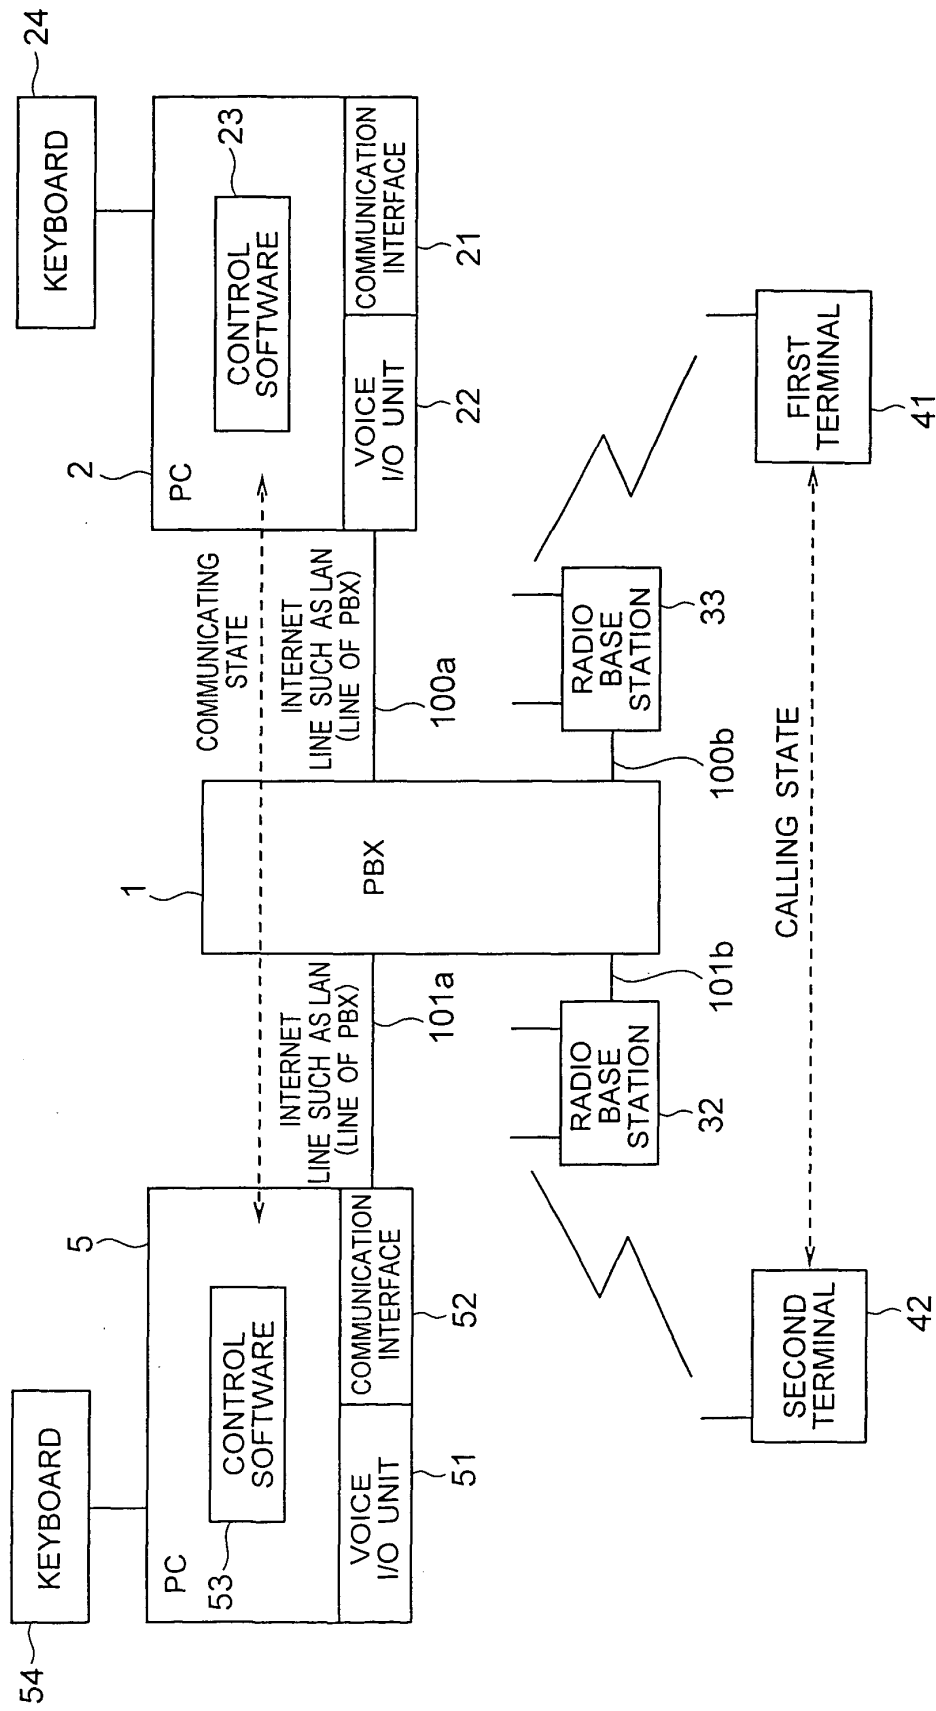 54
KEYBOARD
PC
5
53
CONTROL
SOFTWARE
VOICE
I/O UNIT
51
COMMUNICATION
INTERFACE
52
INTERNET
LINE SUCH AS LAN
(LINE OF PBX)
101a
1
PBX
COMMUNICATING
STATE
INTERNET
LINE SUCH AS LAN
(LINE OF PBX)
100a
24
KEYBOARD
2
PC
CONTROL
SOFTWARE
23
VOICE
I/O UNIT
22
COMMUNICATION
INTERFACE
21
RADIO
BASE
STATION
32
101b
RADIO
BASE
STATION
33
100b
SECOND
TERMINAL
42
CALLING STATE
FIRST
TERMINAL
41